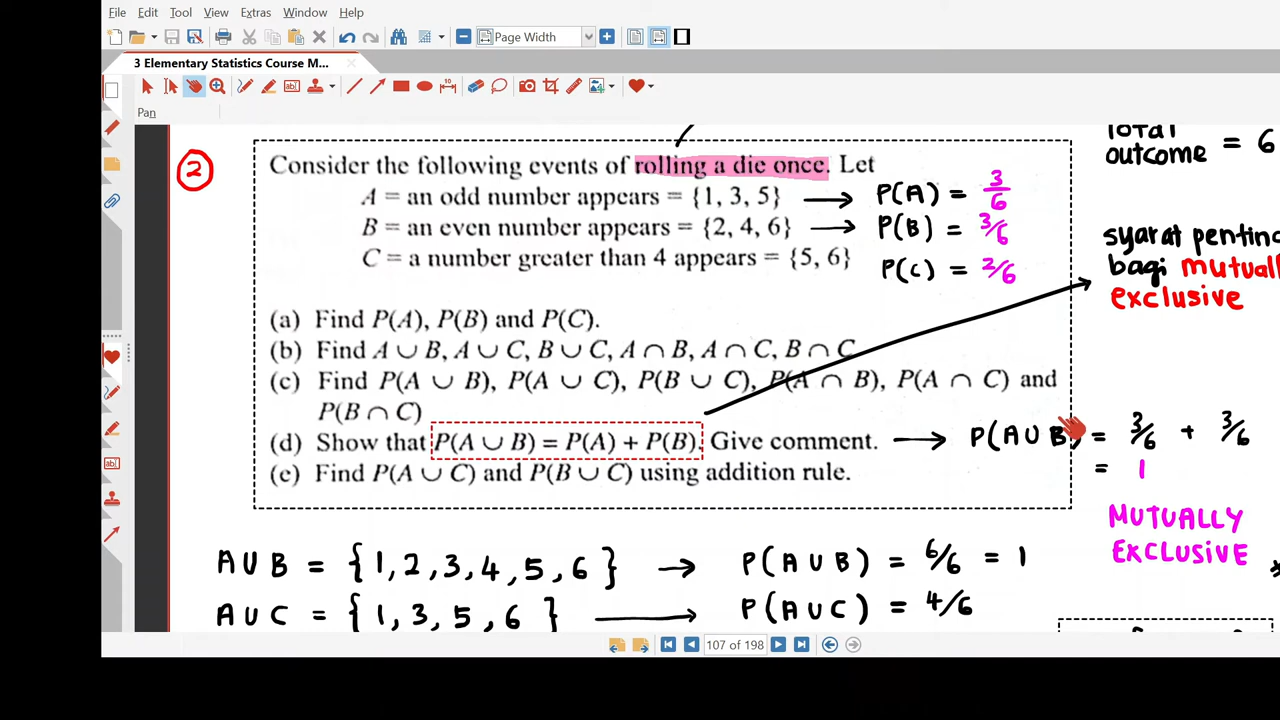 File Edit Tool View Extras Window Help
Page Width
3 Elementary Statistics Course M...
Pan
Total
outcome = 6
2
Consider the following events of rolling a die once. Let
A = an odd number appears = {1, 3, 5} → P(A) = 3/6
B = an even number appears = {2, 4, 6} → P(B) = 3/6
C = a number greater than 4 appears = {5, 6} P(C) = 2/6
syarat
bagi
exclusive
(a) Find P(A), P(B) and P(C).
(b) Find A ∪ B, A ∪ C, B ∪ C, A ∩ B, A ∩ C, B ∩ C
(c) Find P(A ∪ B), P(A ∪ C), P(B ∪ C), P(A ∩ B), P(A ∩ C) and
P(B ∩ C)
(d) Show that P(A ∪ B) = P(A) + P(B). Give comment. → P(A ∪ B) = 3/6 + 3/6
= 1
(e) Find P(A ∪ C) and P(B ∪ C) using addition rule.
MUTUALLY
EXCLUSIVE
A ∪ B = {1, 2, 3, 4, 5, 6} → P(A ∪ B) = 6/6 = 1
A ∪ C = {1, 3, 5, 6} → P(A ∪ C) = 4/6
107 of 198